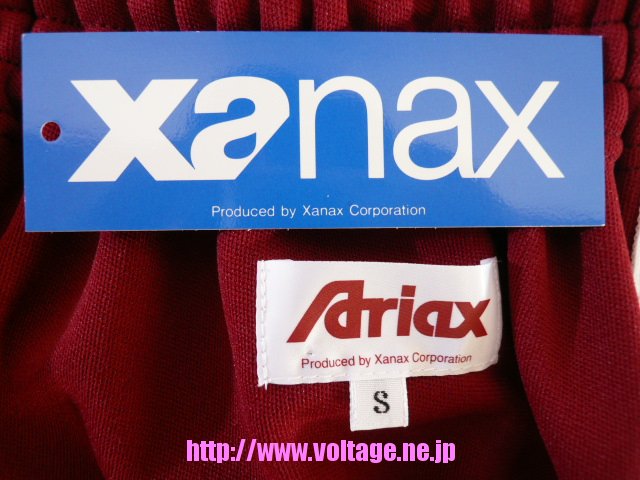 xanax
Produced by Xanax Corporation
Ariax
Produced by Xanax Corporation
S
http://www.voltage.ne.jp